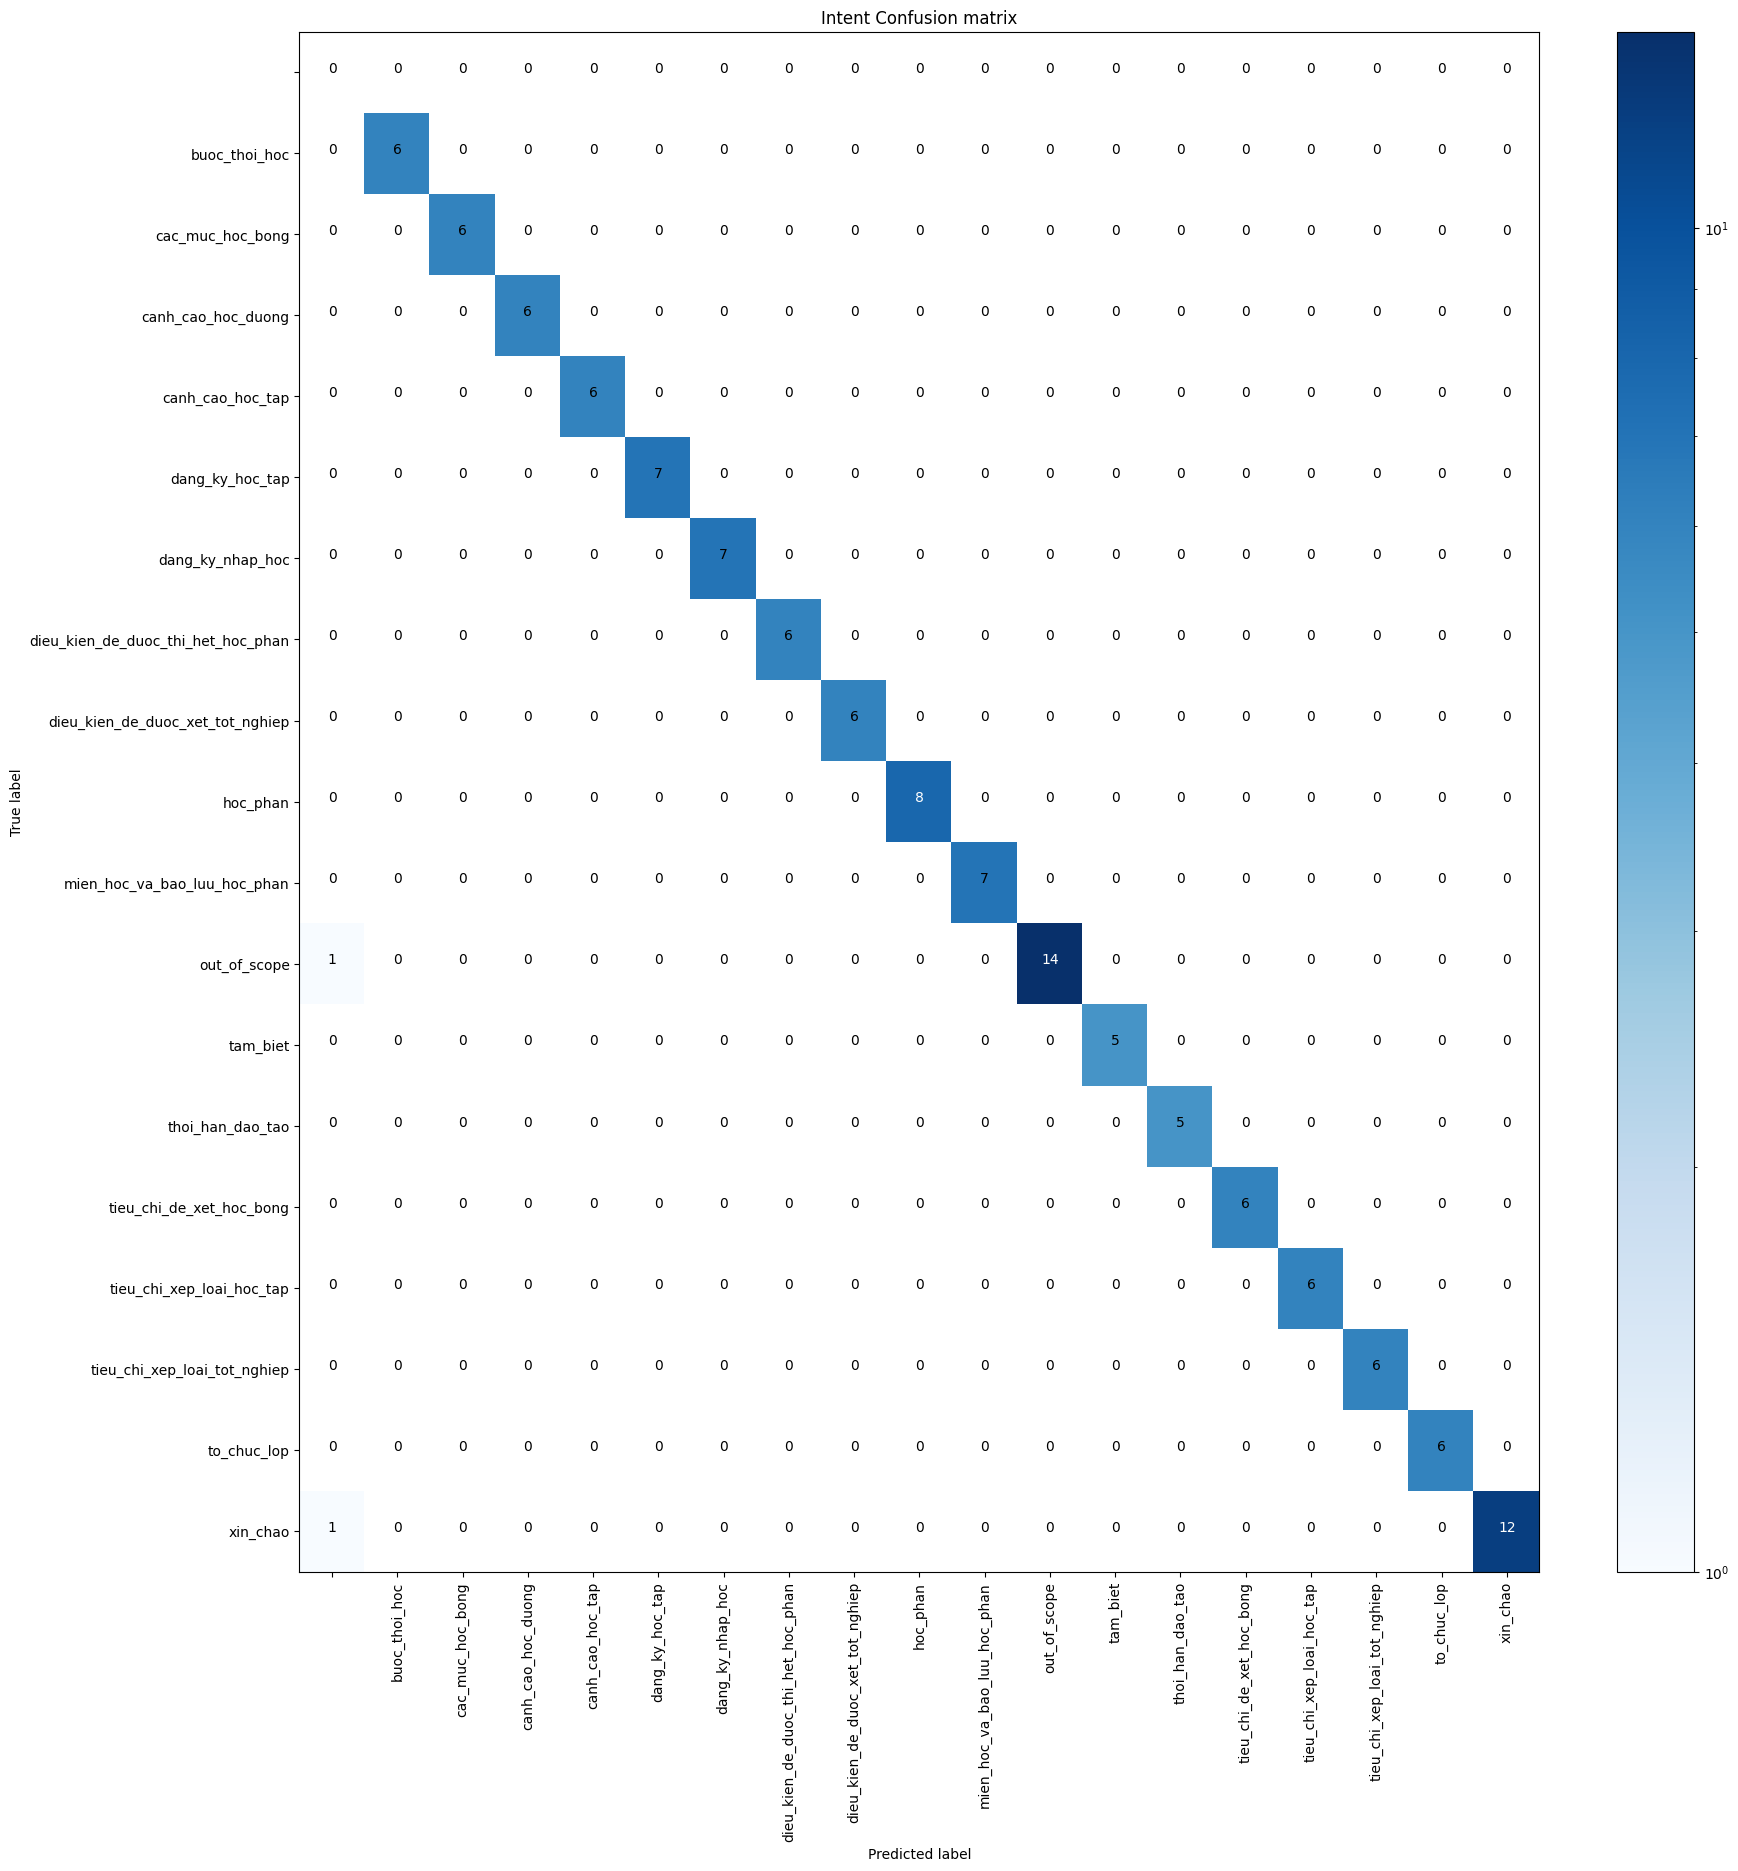 Intent Confusion matrix
0 0 0 0 0 0 0 0 0 0 0 0 0 0 0 0 0 0 0
buoc_thoi_hoc 0 6 0 0 0 0 0 0 0 0 0 0 0 0 0 0 0 0 0
cac_muc_hoc_bong 0 0 6 0 0 0 0 0 0 0 0 0 0 0 0 0 0 0 0
canh_cao_hoc_duong 0 0 0 6 0 0 0 0 0 0 0 0 0 0 0 0 0 0 0
canh_cao_hoc_tap 0 0 0 0 6 0 0 0 0 0 0 0 0 0 0 0 0 0 0
dang_ky_hoc_tap 0 0 0 0 0 7 0 0 0 0 0 0 0 0 0 0 0 0 0
dang_ky_nhap_hoc 0 0 0 0 0 0 7 0 0 0 0 0 0 0 0 0 0 0 0
dieu_kien_de_duoc_thi_het_hoc_phan 0 0 0 0 0 0 0 6 0 0 0 0 0 0 0 0 0 0 0
dieu_kien_de_duoc_xet_tot_nghiep 0 0 0 0 0 0 0 0 6 0 0 0 0 0 0 0 0 0 0
hoc_phan 0 0 0 0 0 0 0 0 0 8 0 0 0 0 0 0 0 0 0
mien_hoc_va_bao_luu_hoc_phan 0 0 0 0 0 0 0 0 0 0 7 0 0 0 0 0 0 0 0
out_of_scope 1 0 0 0 0 0 0 0 0 0 0 14 0 0 0 0 0 0 0
tam_biet 0 0 0 0 0 0 0 0 0 0 0 0 5 0 0 0 0 0 0
thoi_han_dao_tao 0 0 0 0 0 0 0 0 0 0 0 0 0 5 0 0 0 0 0
tieu_chi_de_xet_hoc_bong 0 0 0 0 0 0 0 0 0 0 0 0 0 0 6 0 0 0 0
tieu_chi_xep_loai_hoc_tap 0 0 0 0 0 0 0 0 0 0 0 0 0 0 0 6 0 0 0
tieu_chi_xep_loai_tot_nghiep 0 0 0 0 0 0 0 0 0 0 0 0 0 0 0 0 6 0 0
to_chuc_lop 0 0 0 0 0 0 0 0 0 0 0 0 0 0 0 0 0 6 0
xin_chao 1 0 0 0 0 0 0 0 0 0 0 0 0 0 0 0 0 0 12
True label
buoc_thoi_hoc
cac_muc_hoc_bong
canh_cao_hoc_duong
canh_cao_hoc_tap
dang_ky_hoc_tap
dang_ky_nhap_hoc
dieu_kien_de_duoc_thi_het_hoc_phan
dieu_kien_de_duoc_xet_tot_nghiep
hoc_phan
mien_hoc_va_bao_luu_hoc_phan
out_of_scope
tam_biet
thoi_han_dao_tao
tieu_chi_de_xet_hoc_bong
tieu_chi_xep_loai_hoc_tap
tieu_chi_xep_loai_tot_nghiep
to_chuc_lop
xin_chao
Predicted label
10¹
10⁰